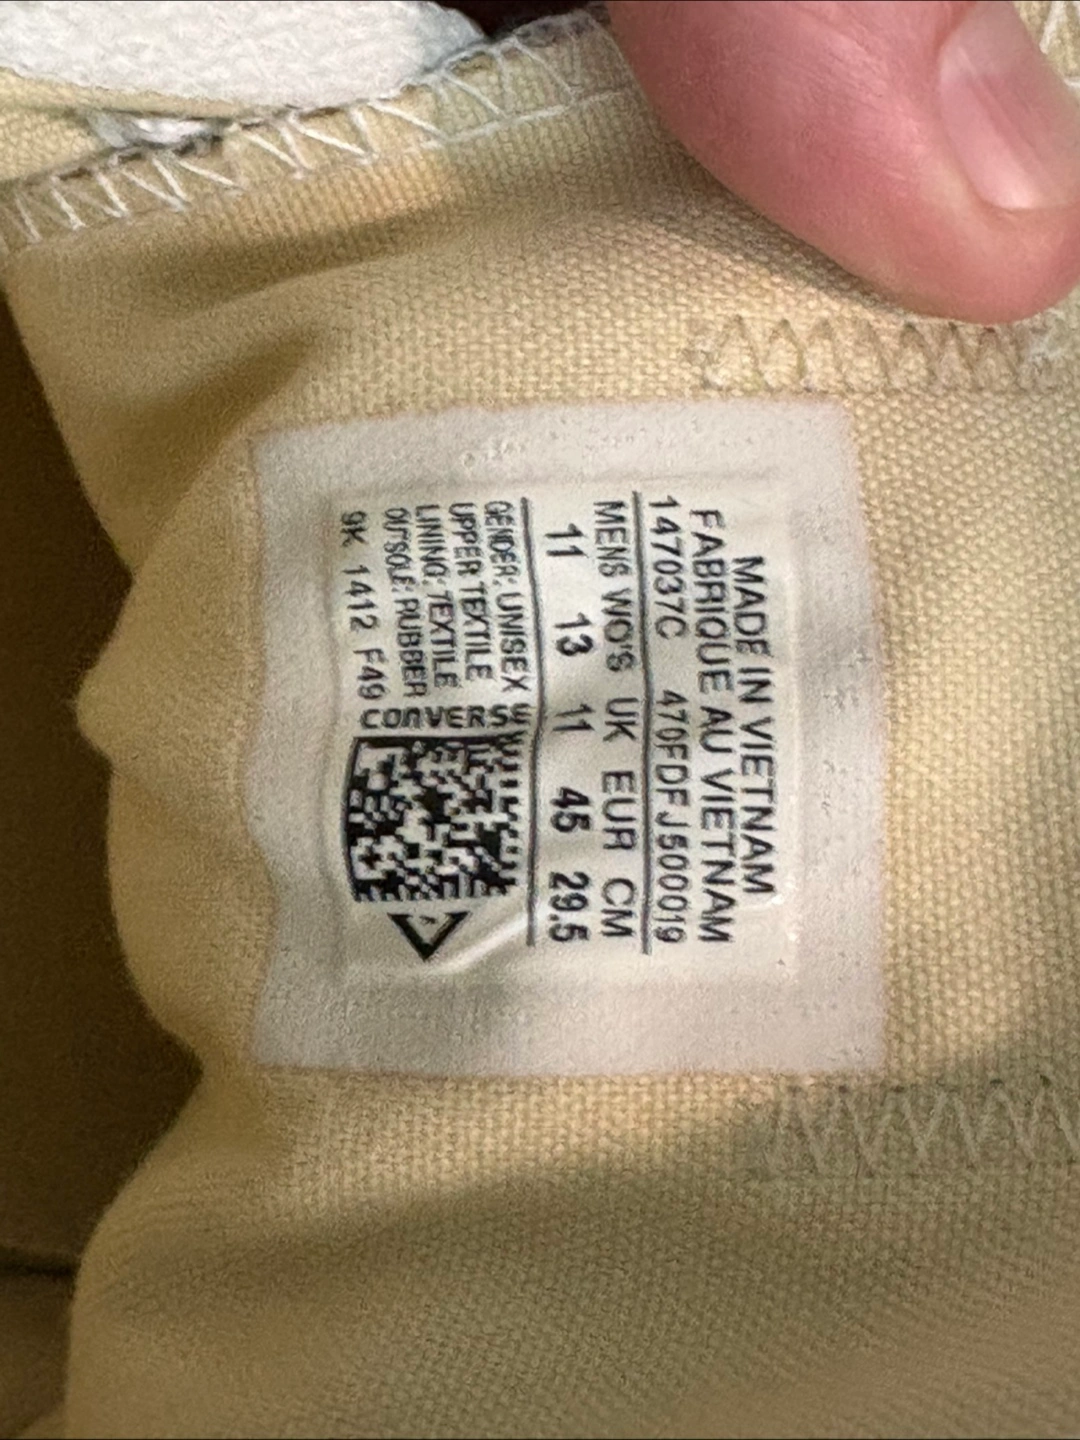 MADE IN VIETNAM
FABRIQUE AU VIETNAM
147037C 470FDFJ500019
MENS WO'S UK EUR CM
11 13 11 45 29.5
GENDER: UNISEX
UPPER TEXTILE
LINING: TEXTILE
OUTSOLE: RUBBER
9K 1412 F49
CONVERSE